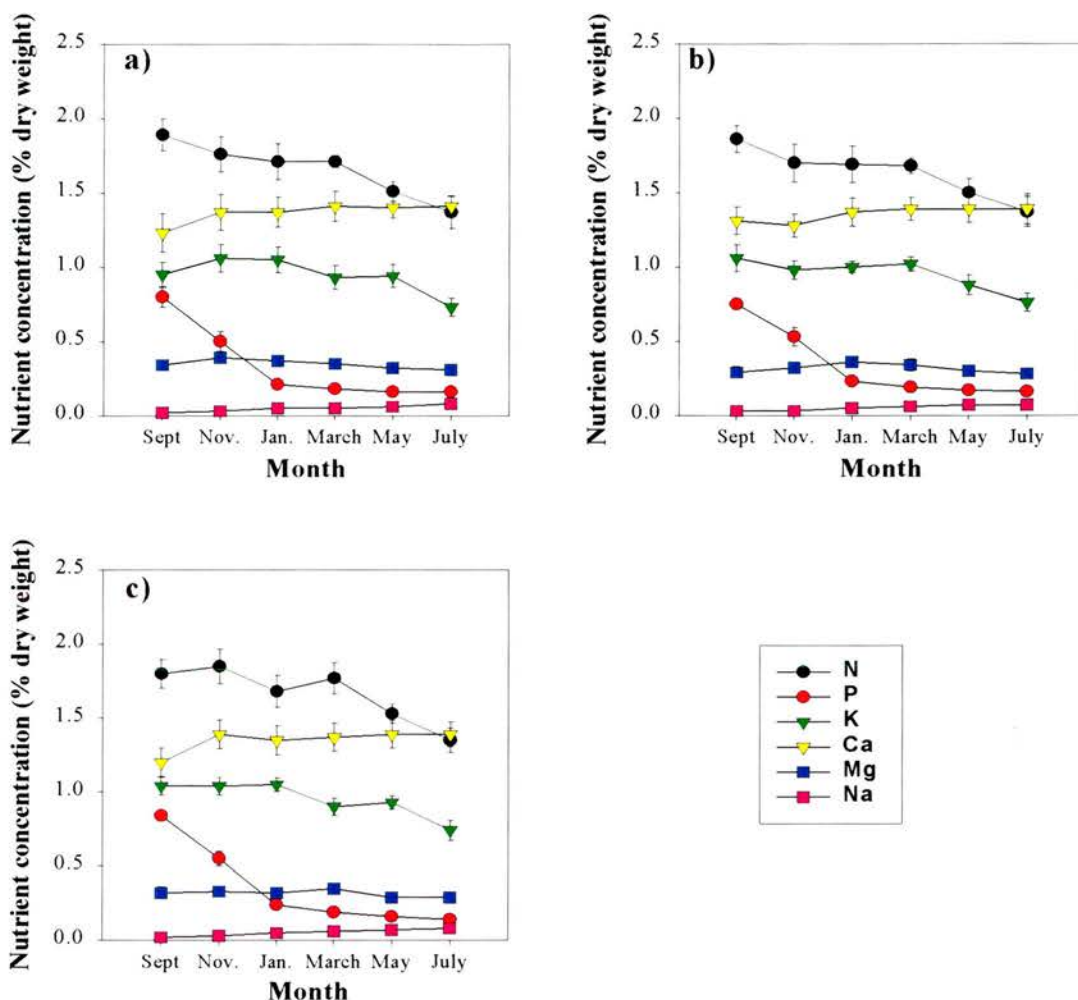 Nutrient concentration (% dry weight)
2.5
2.0
1.5
1.0
0.5
0.0
a)
Sept Nov. Jan. March May July
Month
Nutrient concentration (% dry weight)
2.5
2.0
1.5
1.0
0.5
0.0
b)
Sept Nov. Jan. March May July
Month
Nutrient concentration (% dry weight)
2.5
2.0
1.5
1.0
0.5
0.0
c)
Sept Nov. Jan. March May July
Month
N
P
K
Ca
Mg
Na